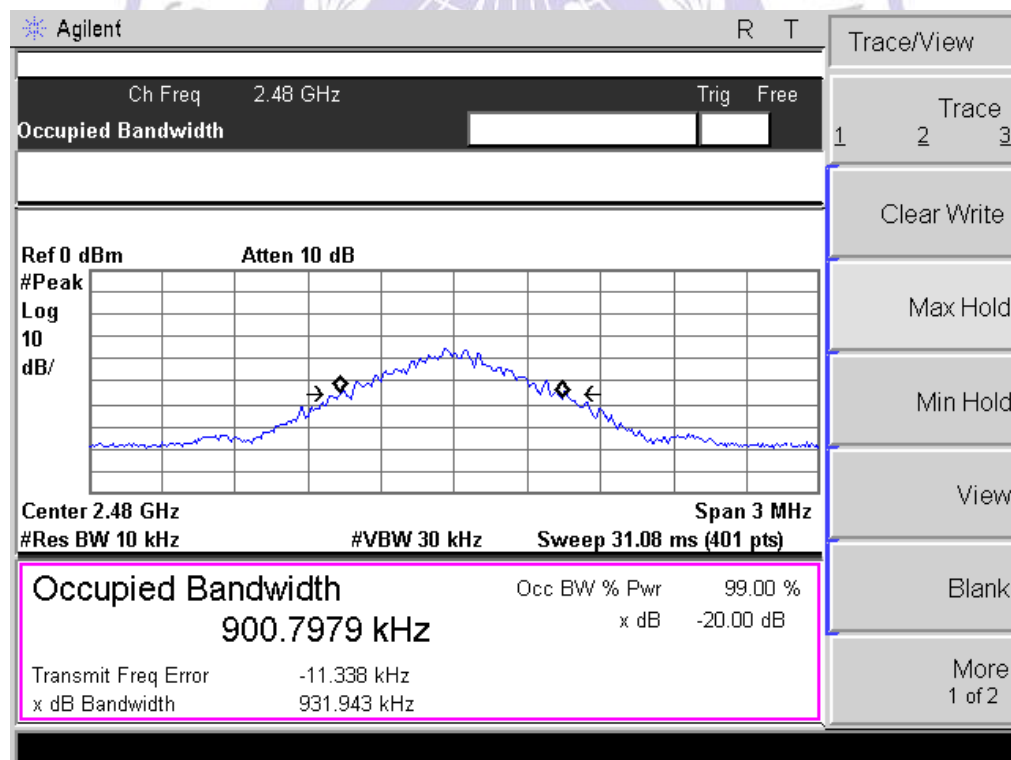 Agilent R T
Trace/View
Ch Freq 2.48 GHz Trig Free
Occupied Bandwidth
Trace
1 2 3
Clear Write
Ref 0 dBm Atten 10 dB
#Peak
Log
10
dB/
Max Hold
Min Hold
Center 2.48 GHz Span 3 MHz
#Res BW 10 kHz #VBW 30 kHz Sweep 31.08 ms (401 pts)
View
Occupied Bandwidth
900.7979 kHz
Occ BW % Pwr 99.00 %
x dB -20.00 dB
Transmit Freq Error -11.338 kHz
x dB Bandwidth 931.943 kHz
Blank
More
1 of 2